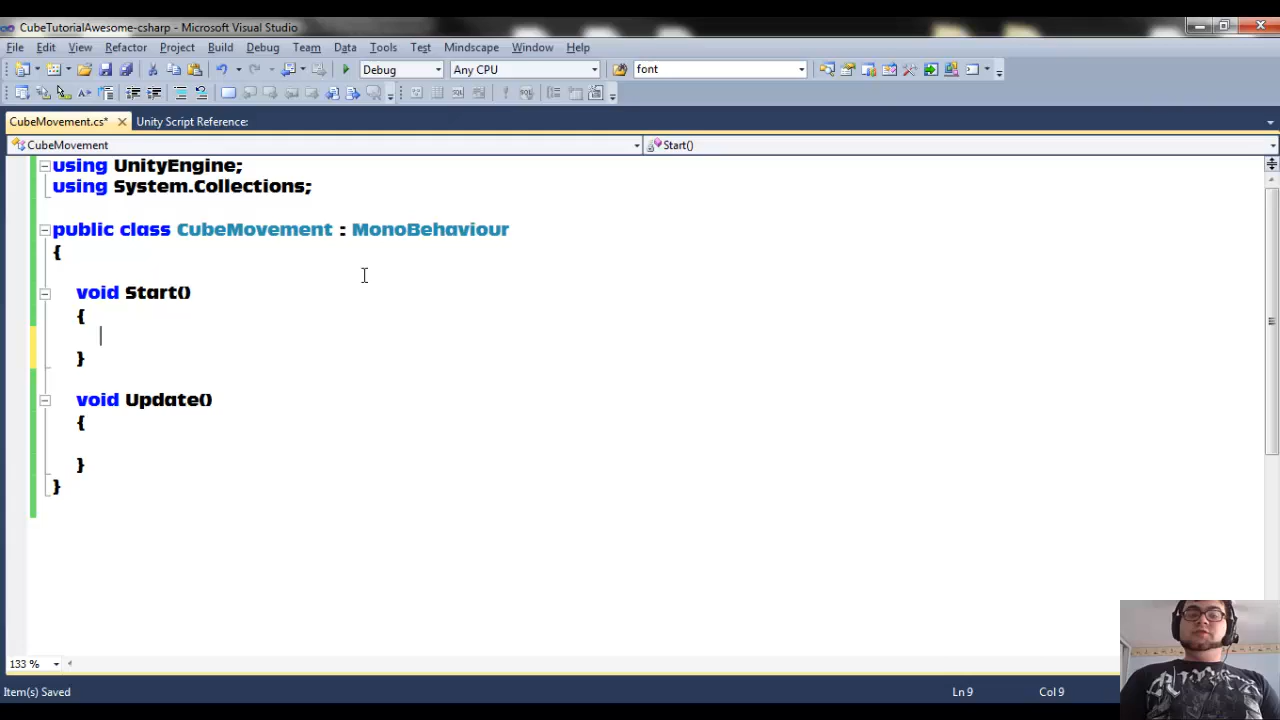 CubeTutorialAwesome-csharp - Microsoft Visual Studio
File Edit View Refactor Project Build Debug Team Data Tools Test Mindscape Window Help
Debug Any CPU font
CubeMovement.cs* Unity Script Reference:
CubeMovement Start()
using UnityEngine;
using System.Collections;
public class CubeMovement : MonoBehaviour
{
void Start()
{
}
void Update()
{
}
}
133 %
Item(s) Saved Ln 9 Col 9